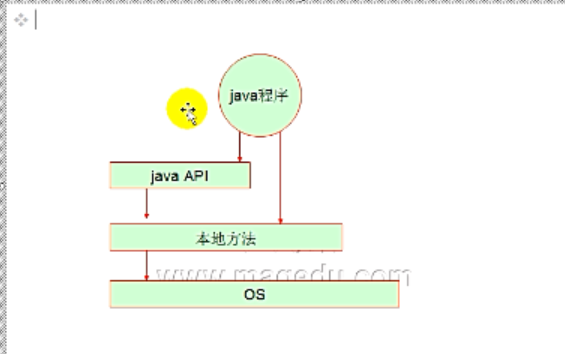 java程序
java API
本地方法
www.magedu.com
OS